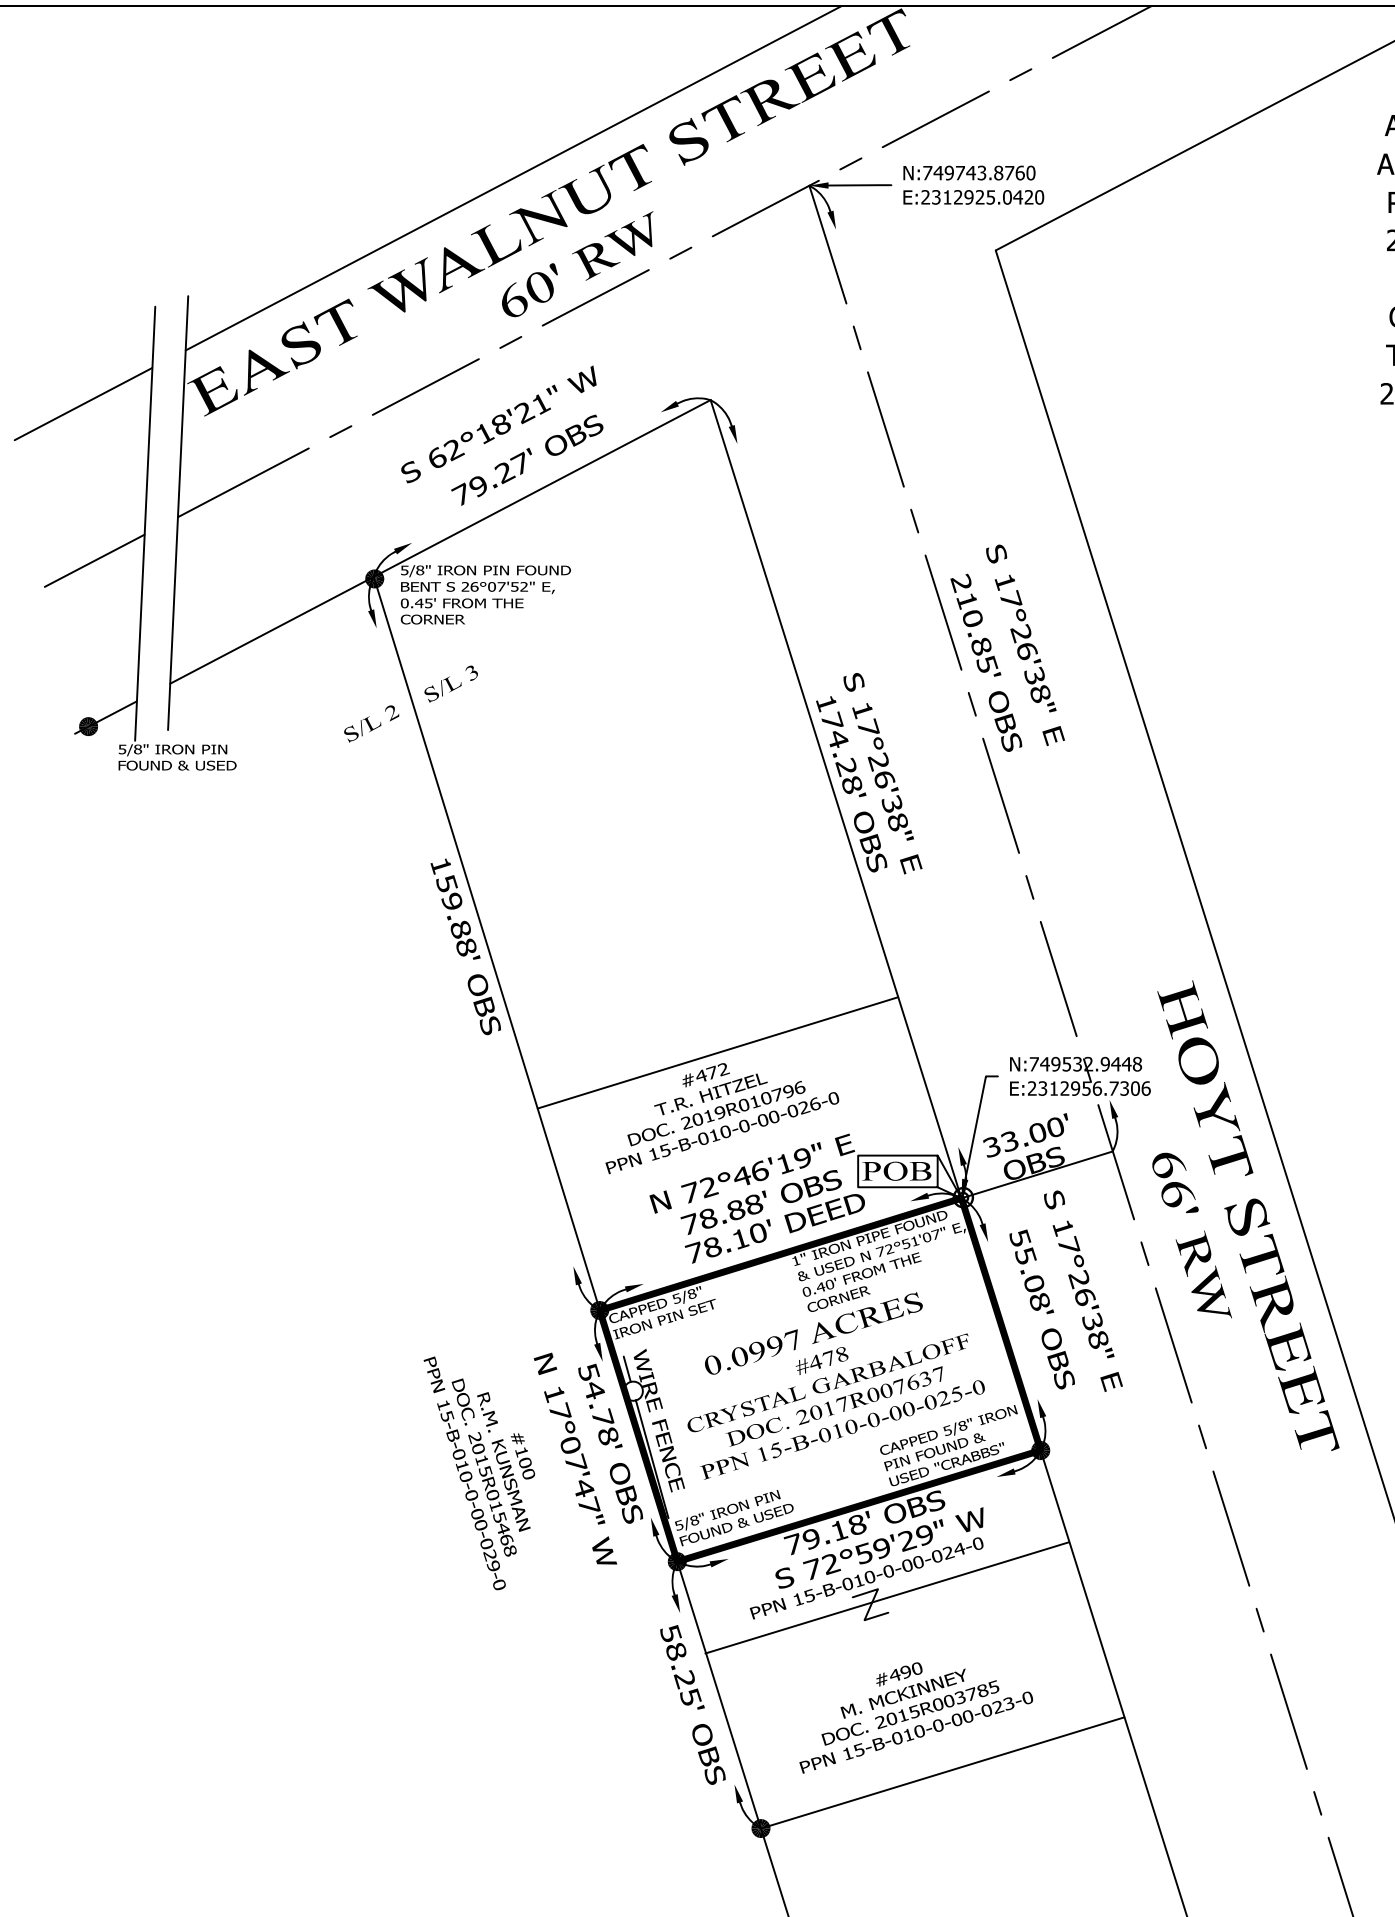 EAST WALNUT STREET
60' RW
N:749743.8760
E:2312925.0420
S 62°18'21" W
79.27' OBS
5/8" IRON PIN FOUND
BENT S 26°07'52" E,
0.45' FROM THE
CORNER
S/L 2
S/L 3
5/8" IRON PIN
FOUND & USED
S 17°26'38" E
210.85' OBS
S 17°26'38" E
174.28' OBS
159.88' OBS
HOYT STREET
66' RW
N:749532.9448
E:2312956.7306
#472
T.R. HITZEL
DOC. 2019R010796
PPN 15-B-010-0-00-026-0
33.00'
OBS
POB
N 72°46'19" E
78.88' OBS
78.10' DEED
1" IRON PIPE FOUND
& USED N 72°51'07" E,
0.40' FROM THE
CORNER
CAPPED 5/8"
IRON PIN SET
S 17°26'38" E
55.08' OBS
0.0997 ACRES
#478
CRYSTAL GARBALOFF
DOC. 2017R007637
PPN 15-B-010-0-00-025-0
WIRE FENCE
54.78' OBS
N 17°07'47" W
#100
R.M. KUNSMAN
DOC. 2015R015468
PPN 15-B-010-0-00-029-0
CAPPED 5/8" IRON
PIN FOUND &
USED "CRABBS"
5/8" IRON PIN
FOUND & USED
79.18' OBS
S 72°59'29" W
PPN 15-B-010-0-00-024-0
Z
58.25' OBS
#490
M. MCKINNEY
DOC. 2015R003785
PPN 15-B-010-0-00-023-0